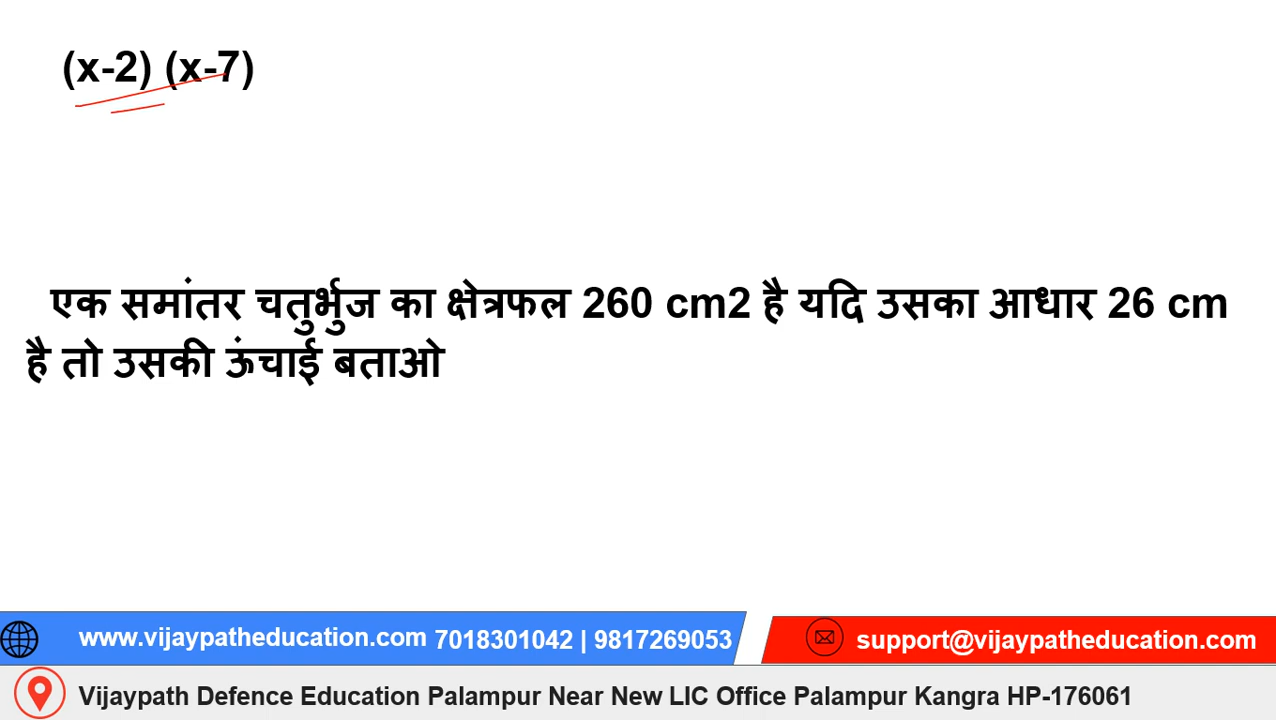 (x-2) (x-7)
एक समांतर चतुर्भुज का क्षेत्रफल 260 cm2 है यदि उसका आधार 26 cm
है तो उसकी ऊंचाई बताओ
www.vijaypatheducation.com 7018301042 | 9817269053 support@vijaypatheducation.com
Vijaypath Defence Education Palampur Near New LIC Office Palampur Kangra HP-176061